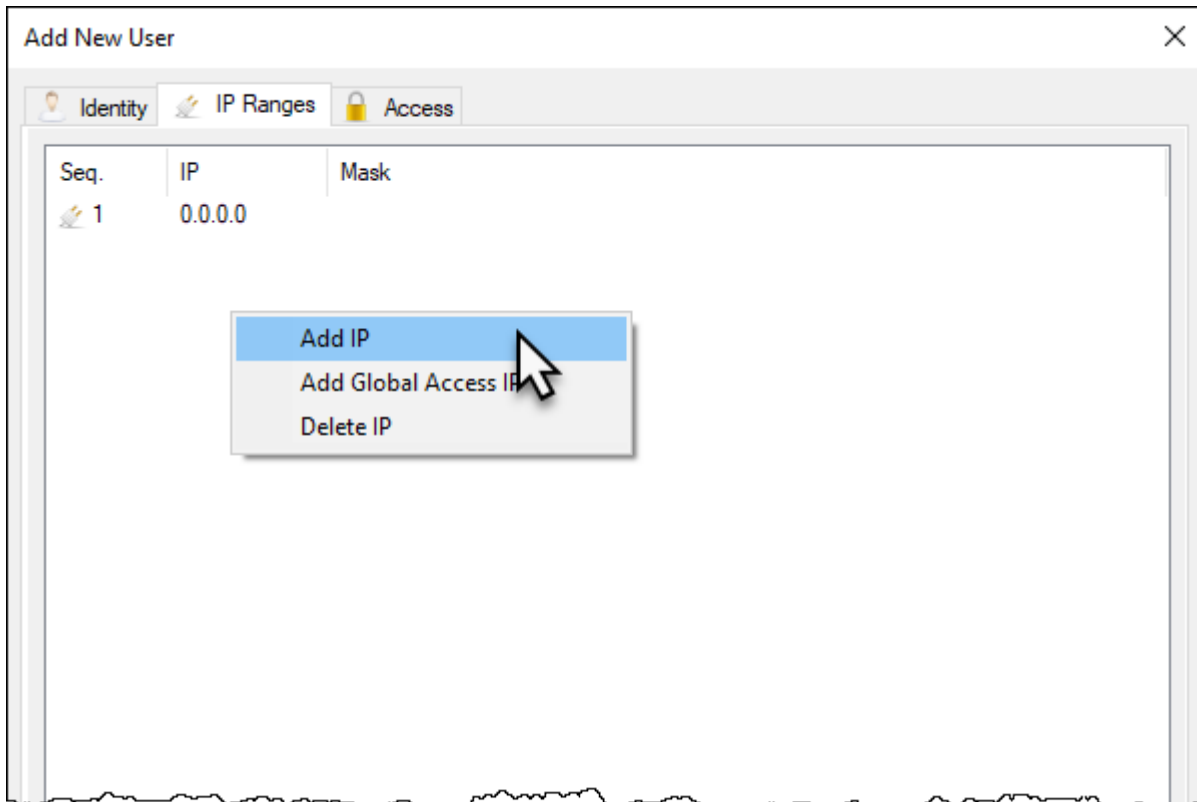 Add New User
Identity IP Ranges Access
Seq. IP Mask
1 0.0.0.0
Add IP
Add Global Access IP
Delete IP